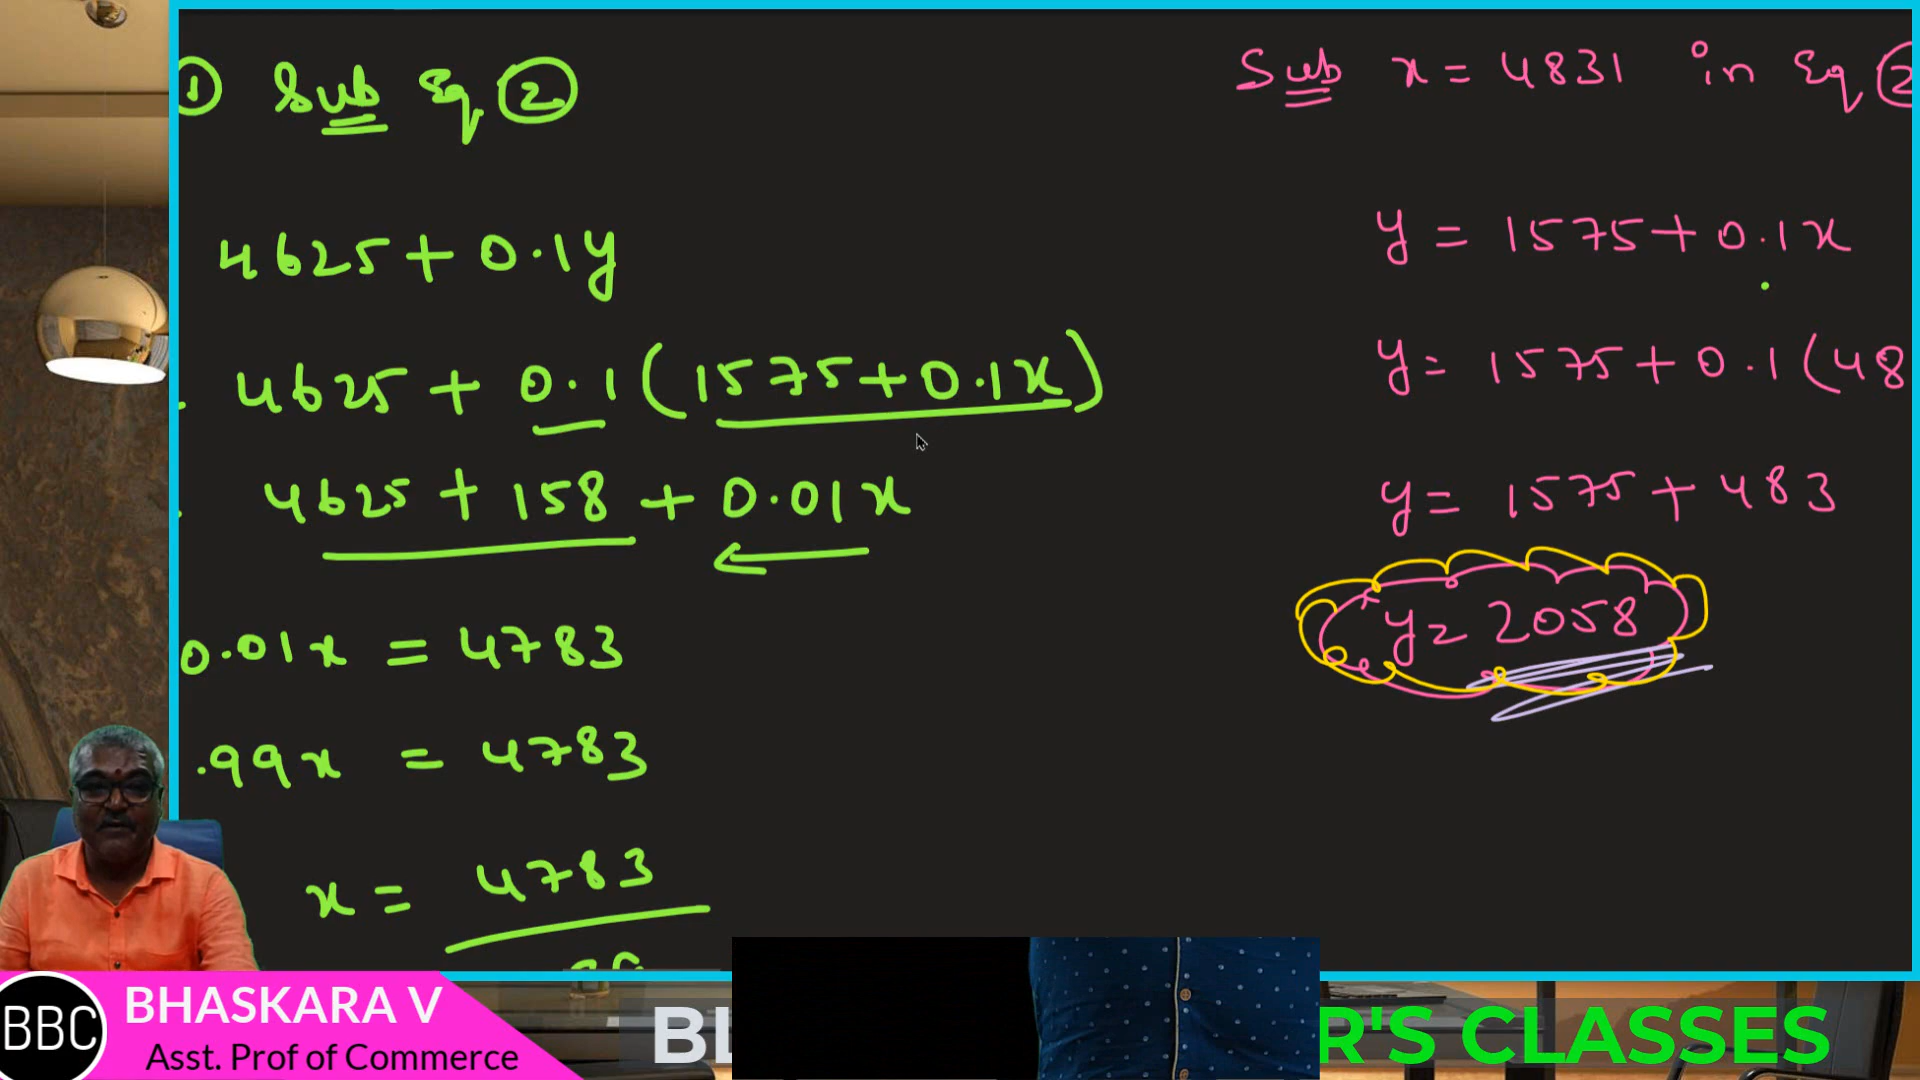 ① Sub Eq ②
4625 + 0.1y
4625 + 0.1 (1575 + 0.1x)
4625 + 158 + 0.01x
0.01x = 4783
.99x = 4783
x = 4783
Sub x = 4831 in Eq ②
y = 1575 + 0.1x
y = 1575 + 0.1 (48
y = 1575 + 483
y = 2058
BBC
BHASKARA V
Asst. Prof of Commerce
R'S CLASSES